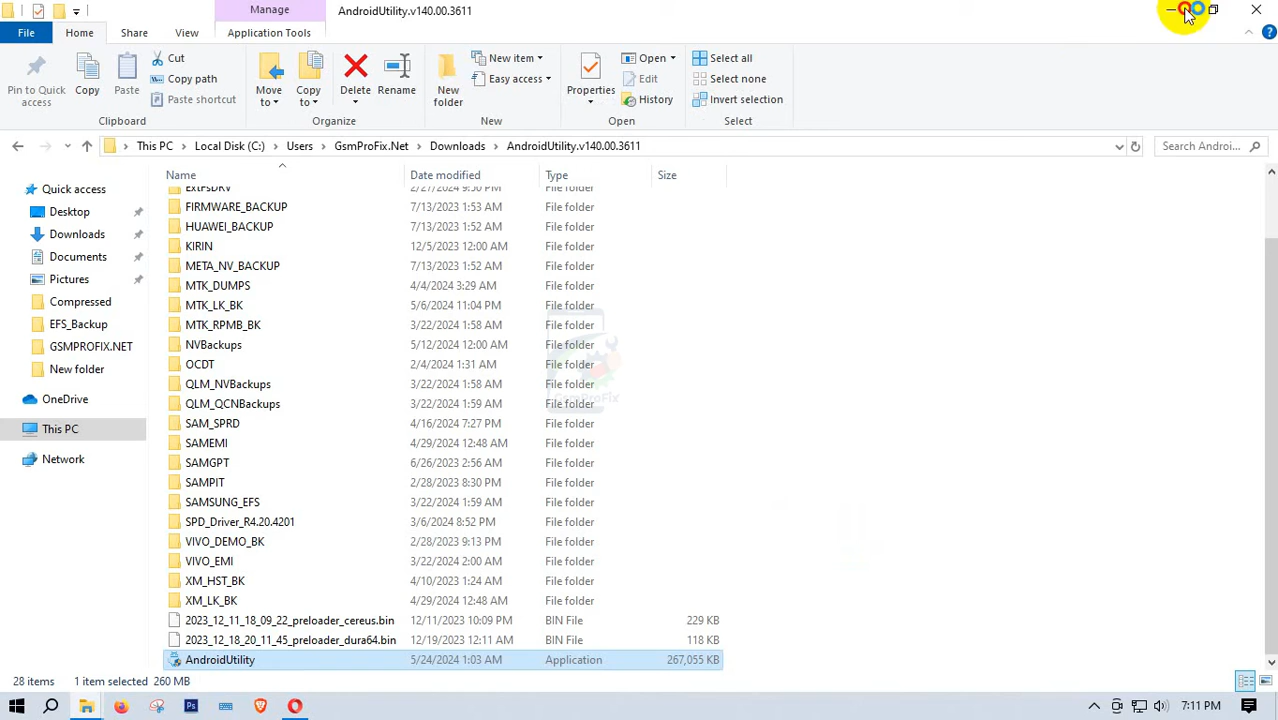 Manage
AndroidUtility.v140.00.3611
File
Home
Share
View
Application Tools
Pin to Quick access
Copy
Paste
Cut
Copy path
Paste shortcut
Clipboard
Move to
Copy to
Delete
Rename
Organize
New folder
New item
Easy access
New
Properties
Open
Edit
History
Open
Select all
Select none
Invert selection
Select
This PC
Local Disk (C:)
Users
GsmProFix.Net
Downloads
AndroidUtility.v140.00.3611
Search Androi...
Quick access
Desktop
Downloads
Documents
Pictures
Compressed
EFS_Backup
GSMPROFIX.NET
New folder
OneDrive
This PC
Network
Name Date modified Type Size
ExtFsDRV 2/27/2024 9:50 PM File folder
FIRMWARE_BACKUP 7/13/2023 1:53 AM File folder
HUAWEI_BACKUP 7/13/2023 1:52 AM File folder
KIRIN 12/5/2023 12:00 AM File folder
META_NV_BACKUP 7/13/2023 1:52 AM File folder
MTK_DUMPS 4/4/2024 3:29 AM File folder
MTK_LK_BK 5/6/2024 11:04 PM File folder
MTK_RPMB_BK 3/22/2024 1:58 AM File folder
NVBackups 5/12/2024 12:00 AM File folder
OCDT 2/4/2024 1:31 AM File folder
QLM_NVBackups 3/22/2024 1:58 AM File folder
QLM_QCNBackups 3/22/2024 1:59 AM File folder
SAM_SPRD 4/16/2024 7:27 PM File folder
SAMEMI 4/29/2024 12:48 AM File folder
SAMGPT 6/26/2023 2:56 AM File folder
SAMPIT 2/28/2023 8:30 PM File folder
SAMSUNG_EFS 3/22/2024 1:59 AM File folder
SPD_Driver_R4.20.4201 3/6/2024 8:52 PM File folder
VIVO_DEMO_BK 2/28/2023 9:13 PM File folder
VIVO_EMI 3/22/2024 2:00 AM File folder
XM_HST_BK 4/10/2023 1:24 AM File folder
XM_LK_BK 4/29/2024 12:48 AM File folder
2023_12_11_18_09_22_preloader_cereus.bin 12/11/2023 10:09 PM BIN File 229 KB
2023_12_18_20_11_45_preloader_dura64.bin 12/19/2023 12:11 AM BIN File 118 KB
AndroidUtility 5/24/2024 1:03 AM Application 267,055 KB
GsmProFix
28 items 1 item selected 260 MB
Ps
7:11 PM